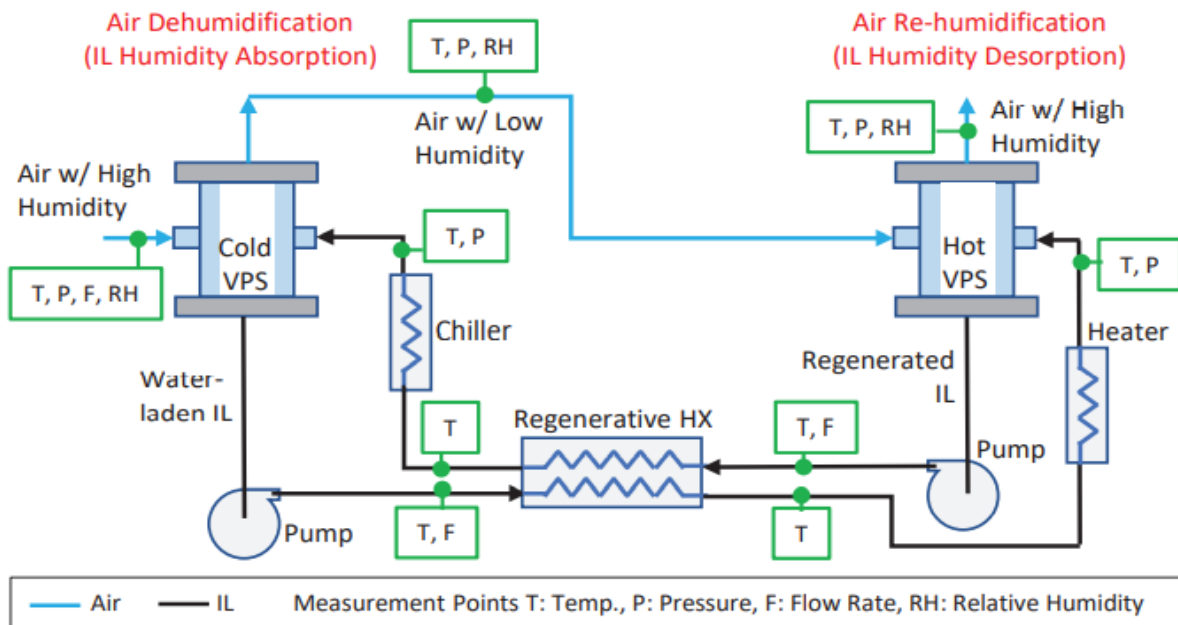 Air Dehumidification
(IL Humidity Absorption)
T, P, RH
Air Re-humidification
(IL Humidity Desorption)
Air w/ Low
Humidity
T, P, RH
Air w/ High
Humidity
Air w/ High
Humidity
T, P, F, RH
Cold
VPS
T, P
Hot
VPS
T, P
Chiller
Heater
Water-
laden IL
Regenerated
IL
Regenerative HX
T
T, F
Pump
T, F
Pump
T
Air
IL
Measurement Points T: Temp., P: Pressure, F: Flow Rate, RH: Relative Humidity